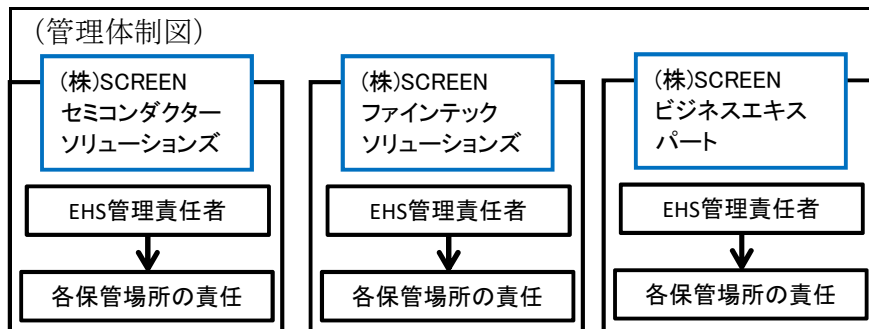 (管理体制図)
(株)SCREEN
セミコンダクター
ソリューションズ
EHS管理責任者
各保管場所の責任
(株)SCREEN
ファインテック
ソリューションズ
EHS管理責任者
各保管場所の責任
(株)SCREEN
ビジネスエキス
パート
EHS管理責任者
各保管場所の責任